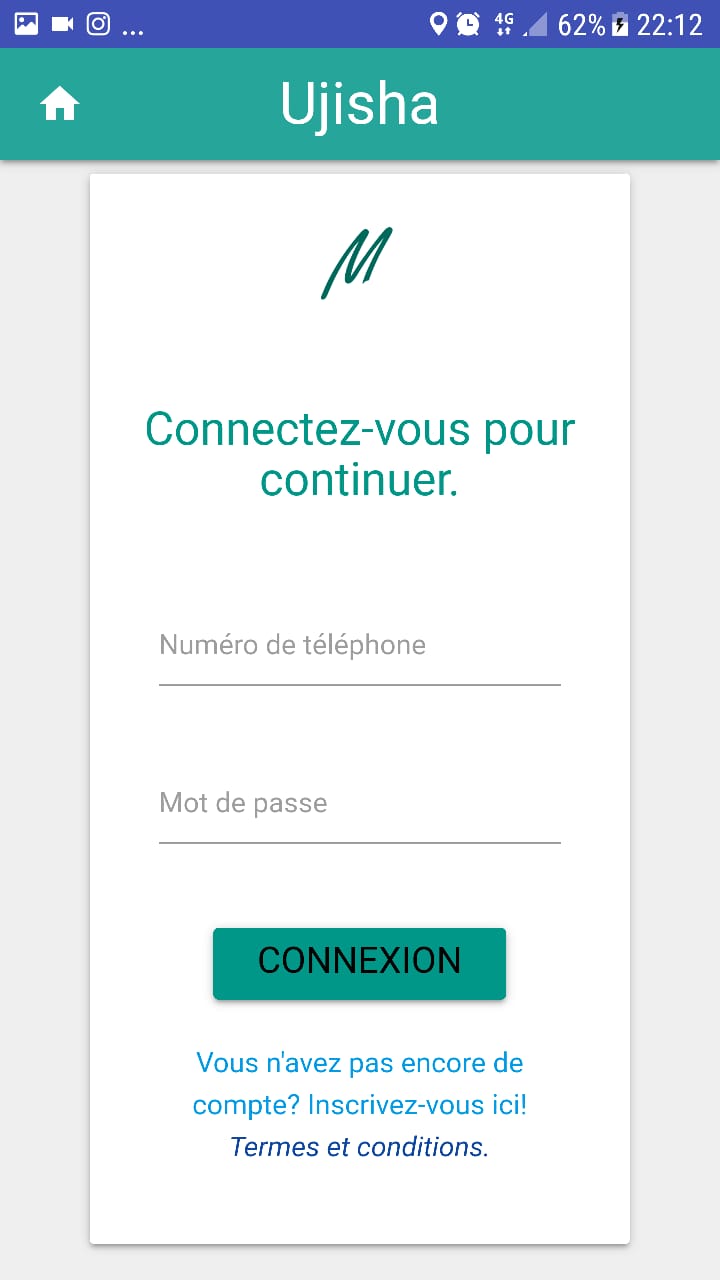 ... 4G 62% 22:12
Ujisha
M
Connectez-vous pour
continuer.
Numéro de téléphone
Mot de passe
CONNEXION
Vous n'avez pas encore de
compte? Inscrivez-vous ici!
Termes et conditions.